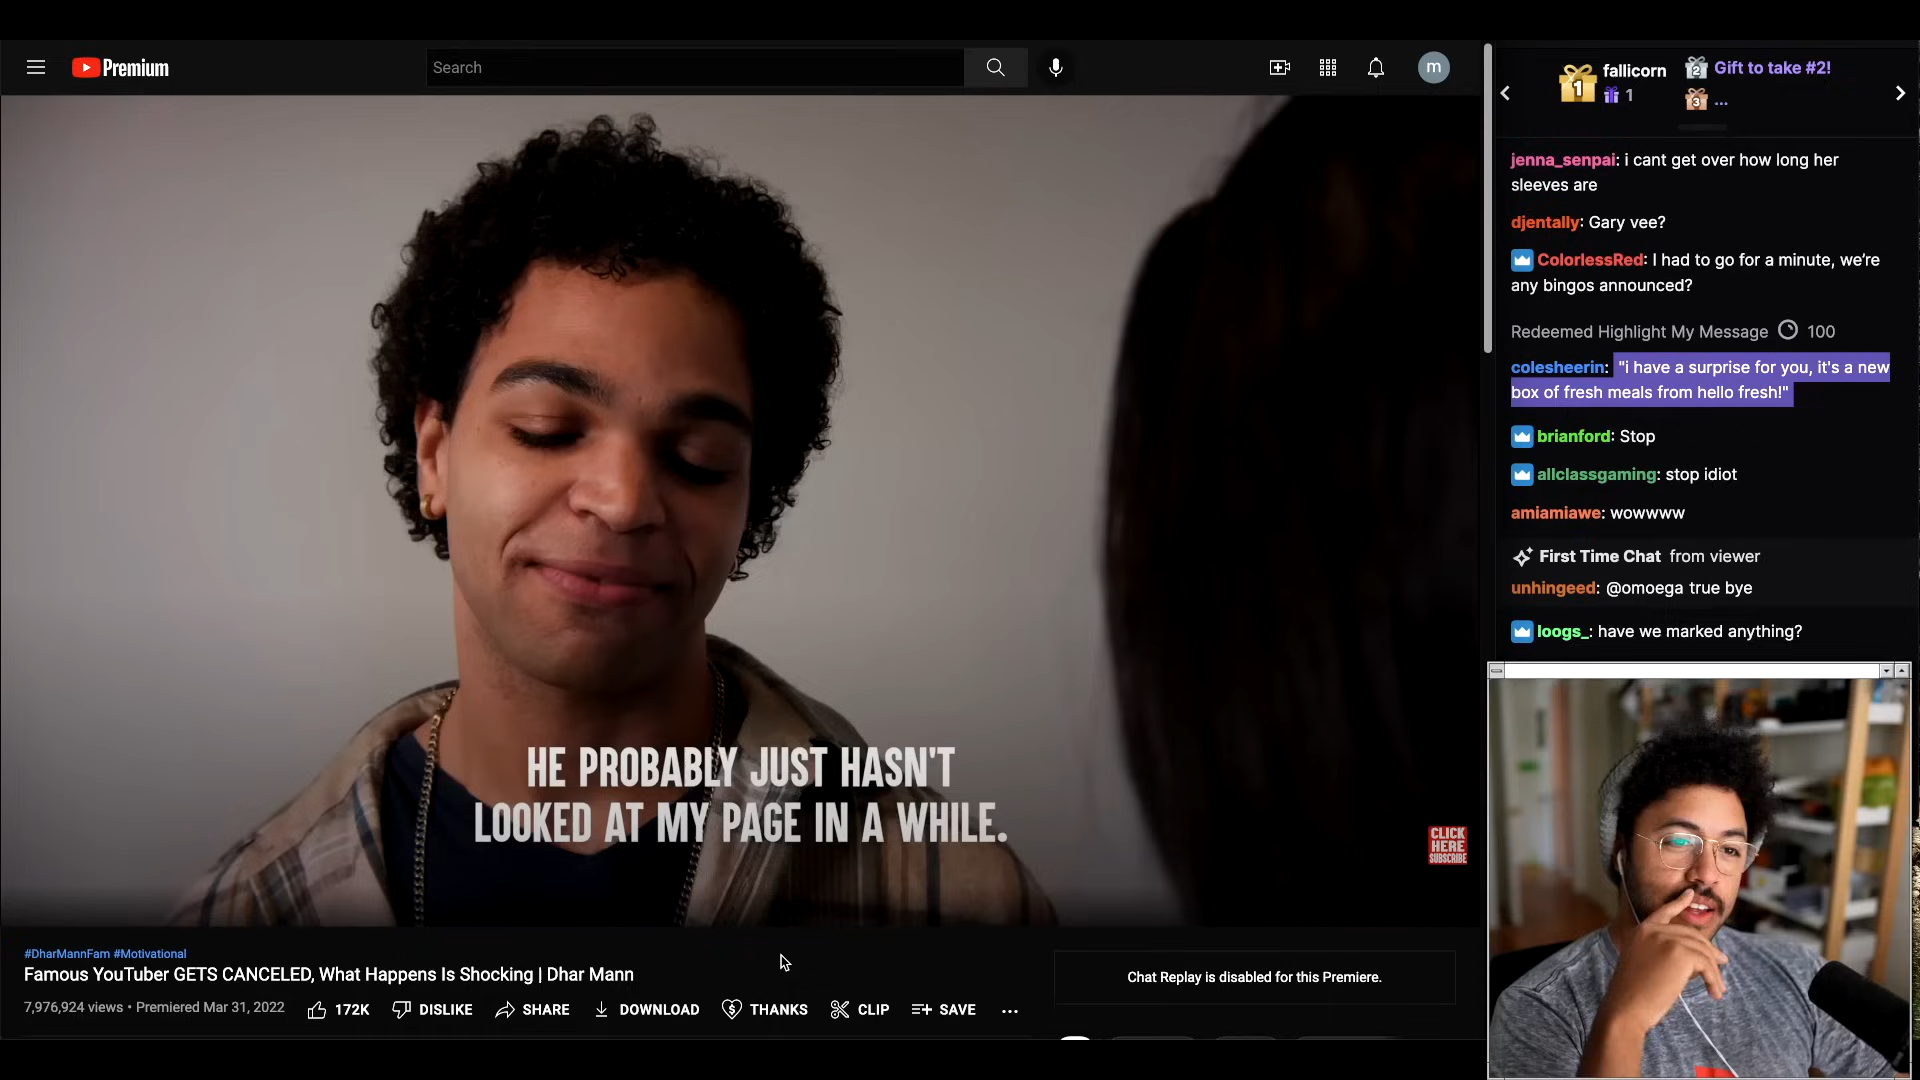 Premium
Search
m
HE PROBABLY JUST HASN'T
LOOKED AT MY PAGE IN A WHILE.
CLICK
HERE
SUBSCRIBE
#DharMannFam #Motivational
Famous YouTuber GETS CANCELED, What Happens Is Shocking | Dhar Mann
7,976,924 views • Premiered Mar 31, 2022
172K
DISLIKE
SHARE
DOWNLOAD
THANKS
CLIP
SAVE
Chat Replay is disabled for this Premiere.
1
fallicorn
1
2
Gift to take #2!
3
...
jenna_senpai: i cant get over how long her
sleeves are
djentally: Gary vee?
ColorlessRed: I had to go for a minute, we're
any bingos announced?
Redeemed Highlight My Message 100
colesheerin: "i have a surprise for you, it's a new
box of fresh meals from hello fresh!"
brianford: Stop
allclassgaming: stop idiot
amiamiawe: wowwww
First Time Chat from viewer
unhingeed: @omoega true bye
loogs_: have we marked anything?